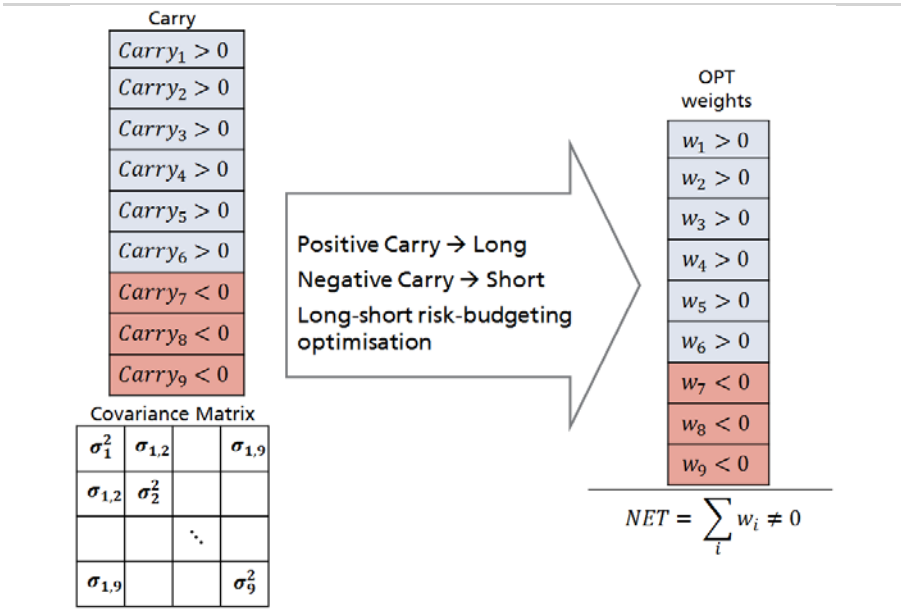 Carry
Carry₁ > 0
Carry₂ > 0
Carry₃ > 0
Carry₄ > 0
Carry₅ > 0
Carry₆ > 0
Carry₇ < 0
Carry₈ < 0
Carry₉ < 0
Covariance Matrix
σ₁² σ₁,₂ σ₁,₉
σ₁,₂ σ₂²
⋱
σ₁,₉ σ₉²
Positive Carry → Long
Negative Carry → Short
Long-short risk-budgeting
optimisation
OPT
weights
w₁ > 0
w₂ > 0
w₃ > 0
w₄ > 0
w₅ > 0
w₆ > 0
w₇ < 0
w₈ < 0
w₉ < 0
NET = ∑ᵢ wᵢ ≠ 0